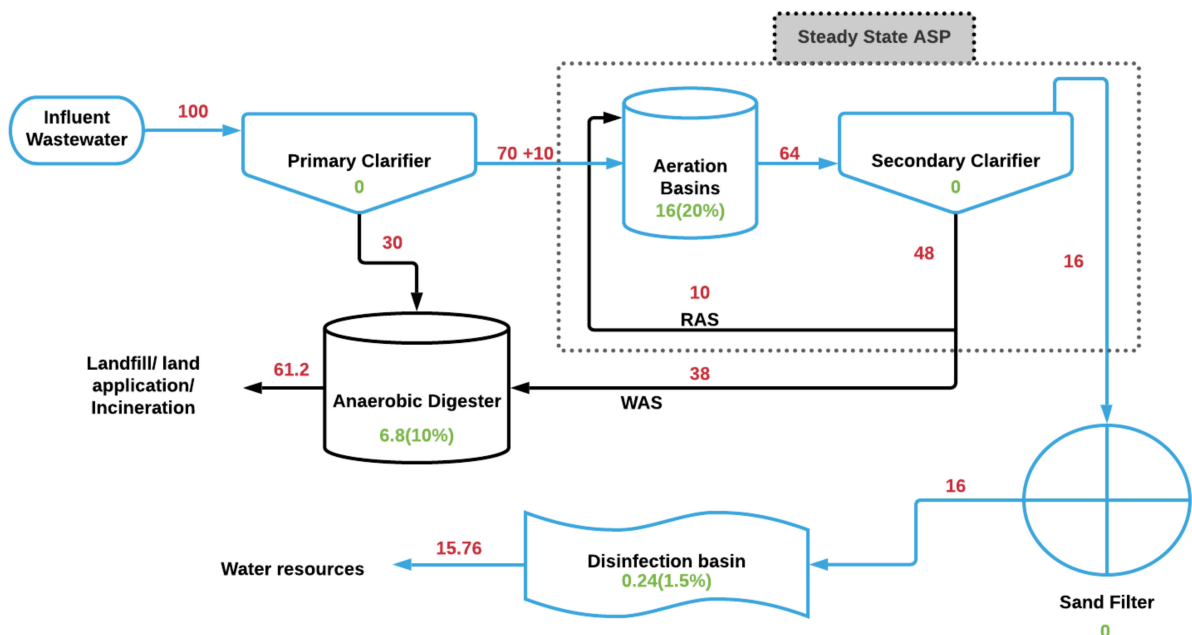 Steady State ASP
Influent
Wastewater
100
Primary Clarifier
0
70 +10
Aeration
Basins
16(20%)
64
Secondary Clarifier
0
30
48
16
10
RAS
38
WAS
Landfill/ land
application/
Incineration
61.2
Anaerobic Digester
6.8(10%)
16
Sand Filter
0
Disinfection basin
0.24(1.5%)
15.76
Water resources